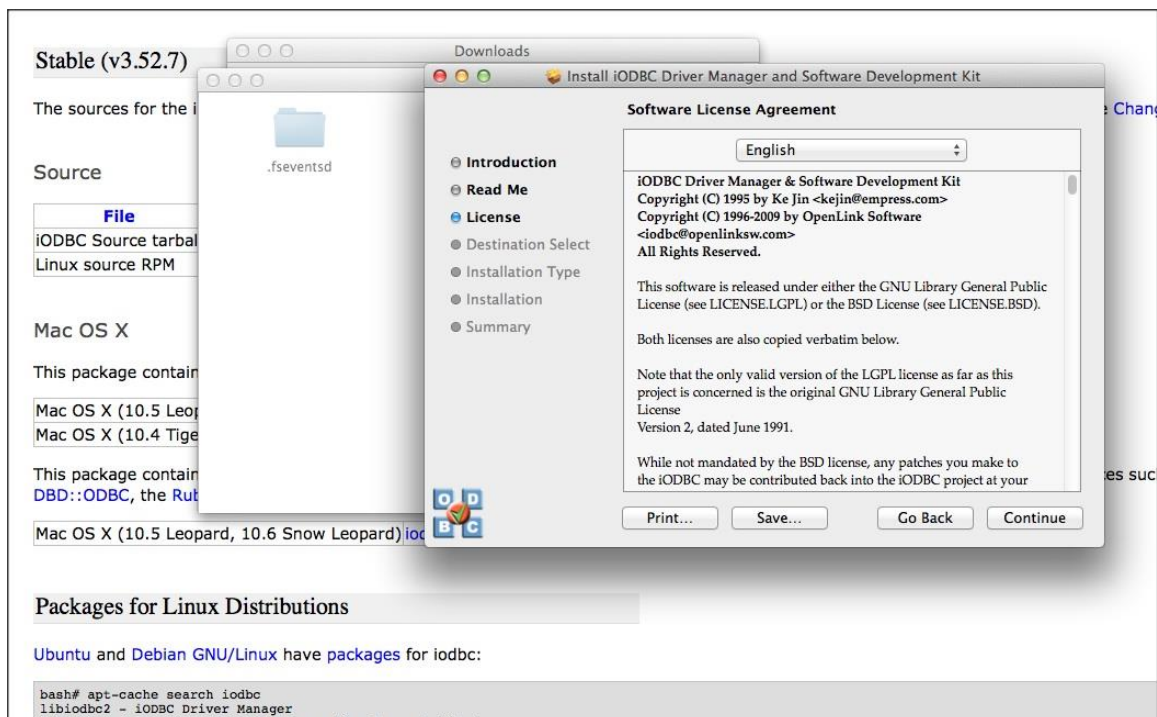 Stable (v3.52.7)
Downloads
Install iODBC Driver Manager and Software Development Kit
The sources for the i
Chang
.fseventsd
Source
File
iODBC Source tarbal
Linux source RPM
Mac OS X
This package contain
Mac OS X (10.5 Leop
Mac OS X (10.4 Tige
This package contain
es suc
DBD::ODBC, the Rub
Mac OS X (10.5 Leopard, 10.6 Snow Leopard) iod
Software License Agreement
Introduction
Read Me
License
Destination Select
Installation Type
Installation
Summary
English
iODBC Driver Manager & Software Development Kit
Copyright (C) 1995 by Ke Jin <kejin@empress.com>
Copyright (C) 1996-2009 by OpenLink Software
<iodbc@openlinksw.com>
All Rights Reserved.
This software is released under either the GNU Library General Public
License (see LICENSE.LGPL) or the BSD License (see LICENSE.BSD).
Both licenses are also copied verbatim below.
Note that the only valid version of the LGPL license as far as this
project is concerned is the original GNU Library General Public
License
Version 2, dated June 1991.
While not mandated by the BSD license, any patches you make to
the iODBC may be contributed back into the iODBC project at your
O D
B C
Print...
Save...
Go Back
Continue
Packages for Linux Distributions
Ubuntu and Debian GNU/Linux have packages for iodbc:
bash# apt-cache search iodbc
libiodbc2 - iODBC Driver Manager